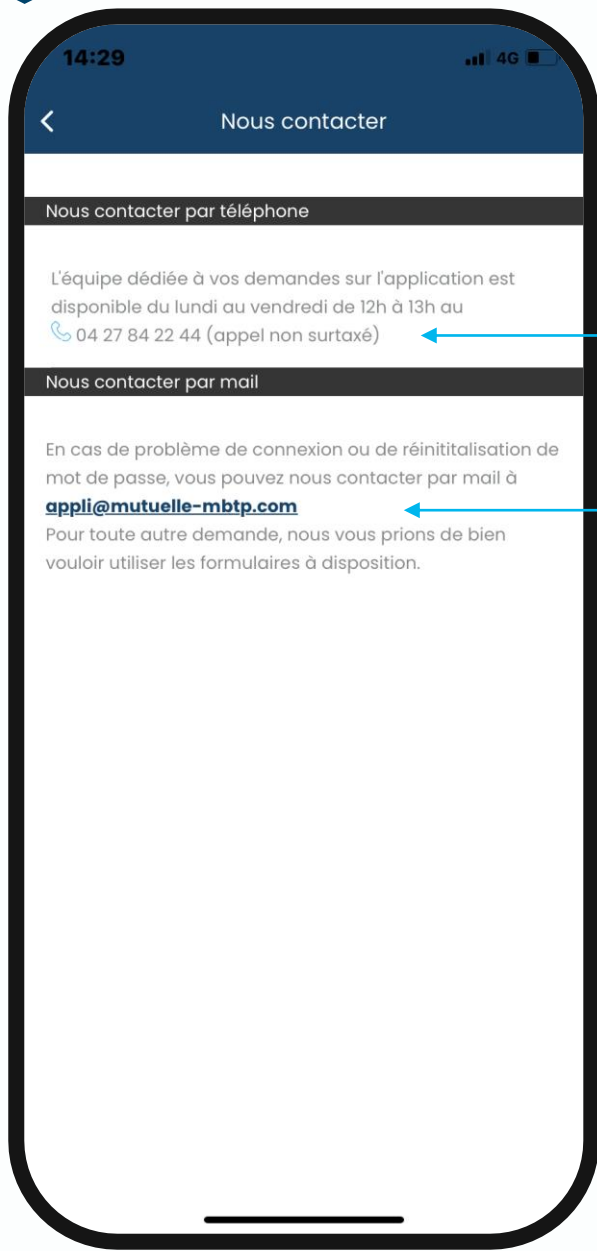 14:29
4G
Nous contacter
Nous contacter par téléphone
L'équipe dédiée à vos demandes sur l'application est
disponible du lundi au vendredi de 12h à 13h au
04 27 84 22 44 (appel non surtaxé)
Nous contacter par mail
En cas de problème de connexion ou de réinititalisation de
mot de passe, vous pouvez nous contacter par mail à
appli@mutuelle-mbtp.com
Pour toute autre demande, nous vous prions de bien
vouloir utiliser les formulaires à disposition.